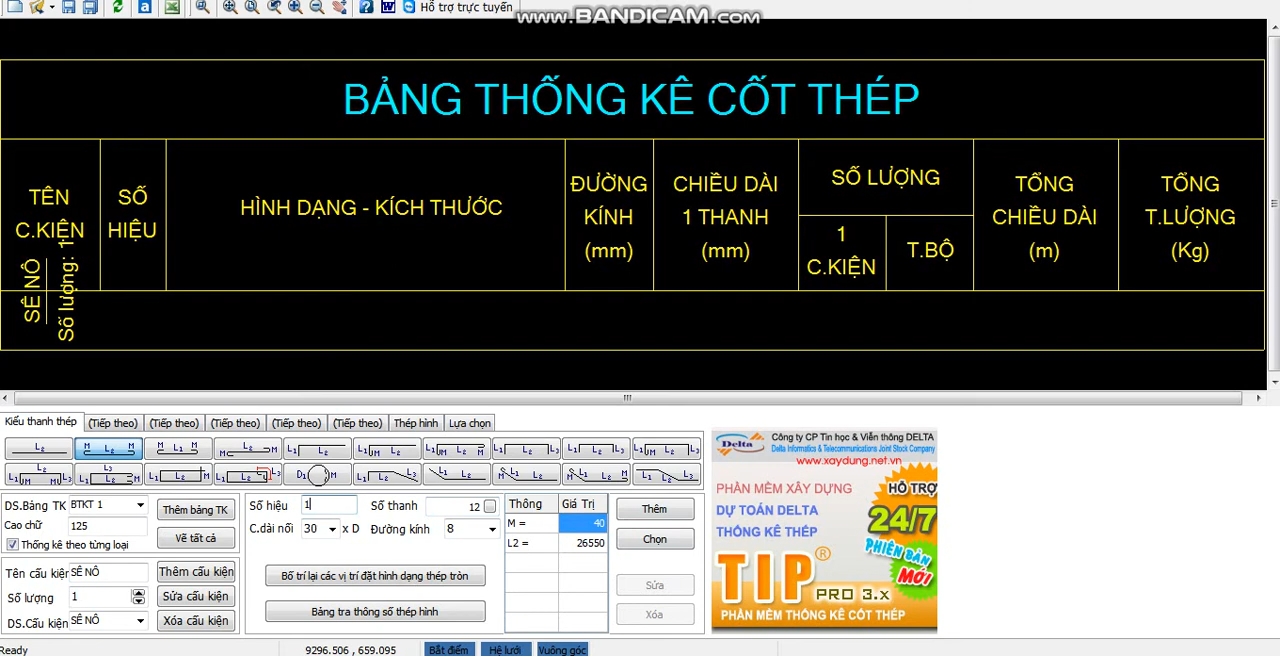 Hỗ trợ trực tuyến
www.BANDICAM.com
BẢNG THỐNG KÊ CỐT THÉP
TÊN
C.KIỆN
SỐ
HIỆU
HÌNH DẠNG - KÍCH THƯỚC
ĐƯỜNG
KÍNH
(mm)
CHIỀU DÀI
1 THANH
(mm)
SỐ LƯỢNG
1
C.KIỆN
T.BỘ
TỔNG
CHIỀU DÀI
(m)
TỔNG
T.LƯỢNG
(Kg)
SÊ NÔ
Số lượng: 1
Kiểu thanh thép (Tiếp theo) (Tiếp theo) (Tiếp theo) (Tiếp theo) (Tiếp theo) Thép hình Lựa chọn
DS.Bảng TK BTKT 1 Thêm bảng TK
Cao chữ 125
Thống kê theo từng loại Vẽ tất cả
Tên cấu kiện SÊ NÔ Thêm cấu kiện
Số lượng 1 Sửa cấu kiện
DS.Cấu kiện SÊ NÔ Xóa cấu kiện
Số hiệu 1 Số thanh 12
C.dài nối 30 x D Đường kính 8
Bố trí lại các vị trí đặt hình dạng thép tròn
Bảng tra thông số thép hình
Thông Giá Trị
M = 40
L2 = 26550
Thêm
Chọn
Sửa
Xóa
Delta Công ty CP Tin học & Viễn thông DELTA
Delta Informatics & Telecommunications Joint Stock Company
www.xaydung.net.vn
PHẦN MỀM XÂY DỰNG
DỰ TOÁN DELTA
THỐNG KÊ THÉP
HỖ TRỢ
24/7
PHIÊN BẢN
MỚI
TIP® PRO 3.x
PHẦN MỀM THỐNG KÊ CỐT THÉP
Ready 9296.506 , 659.095 Bắt điểm Hệ lưới Vuông góc